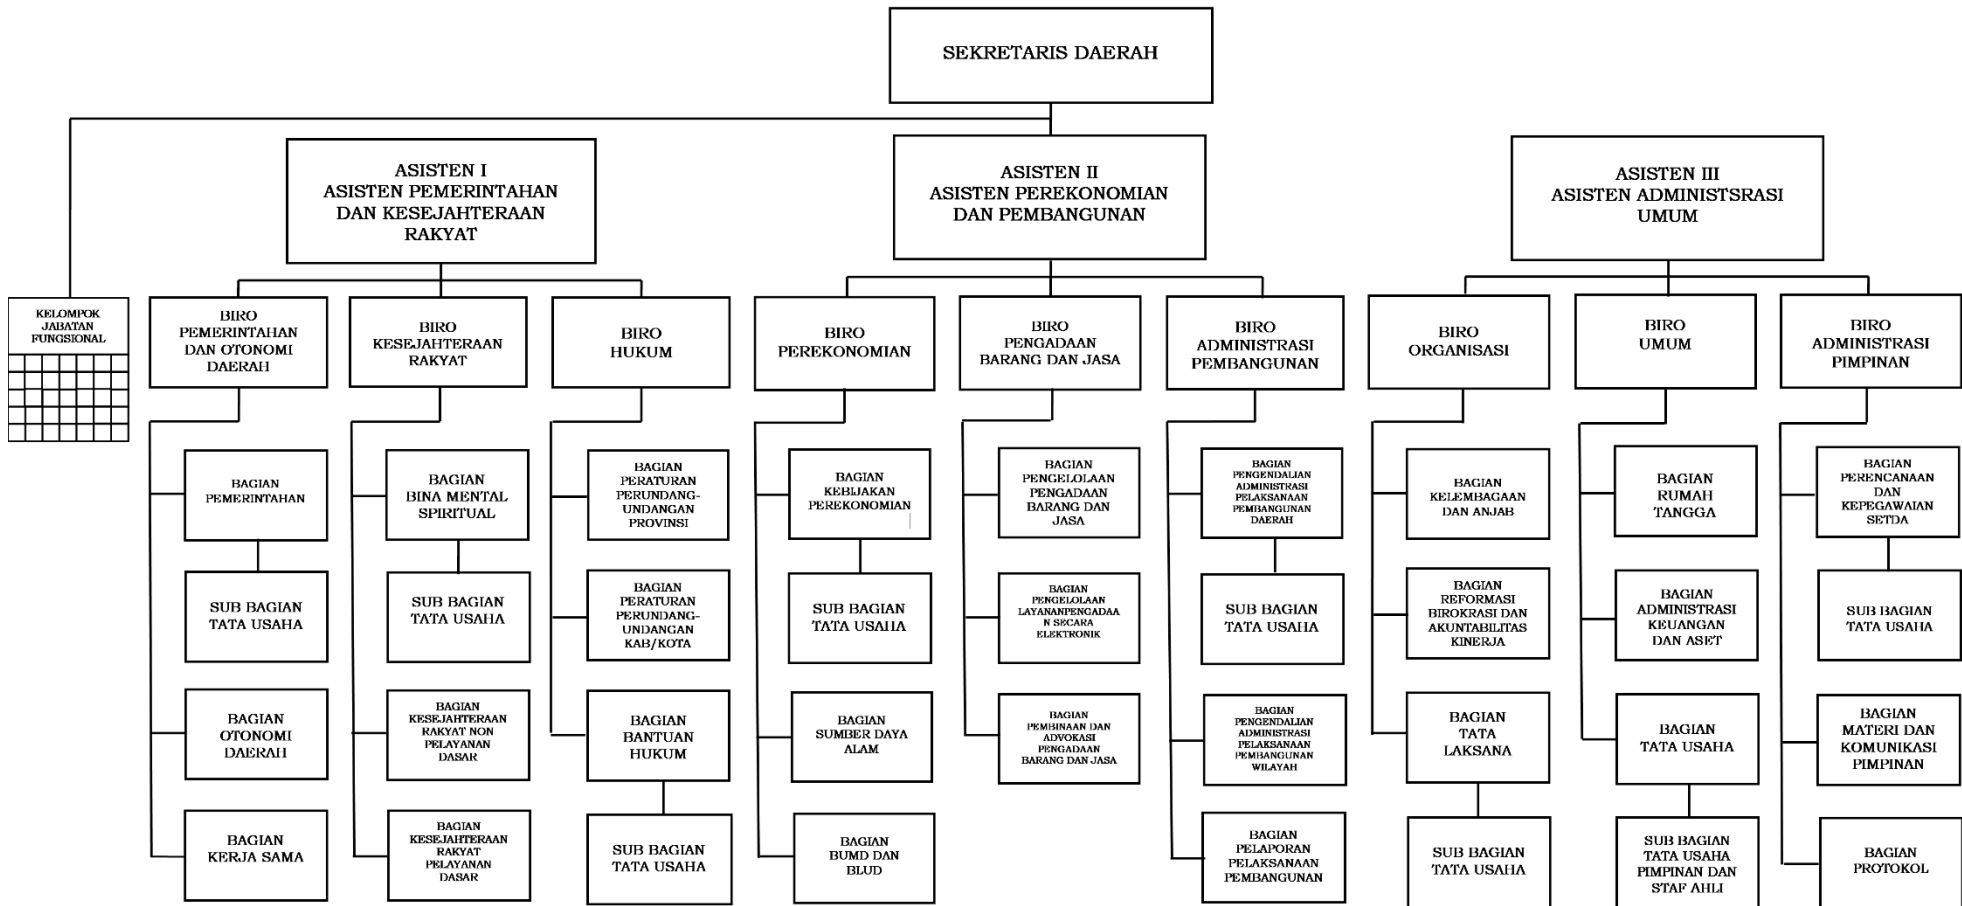 SEKRETARIS DAERAH
ASISTEN I
ASISTEN PEMERINTAHAN
DAN KESEJAHTERAAN
RAKYAT
ASISTEN II
ASISTEN PEREKONOMIAN
DAN PEMBANGUNAN
ASISTEN III
ASISTEN ADMINISTSRASI
UMUM
KELOMPOK
JABATAN
FUNGSIONAL
BIRO
PEMERINTAHAN
DAN OTONOMI
DAERAH
BIRO
KESEJAHTERAAN
RAKYAT
BIRO
HUKUM
BIRO
PEREKONOMIAN
BIRO
PENGADAAN
BARANG DAN JASA
BIRO
ADMINISTRASI
PEMBANGUNAN
BIRO
ORGANISASI
BIRO
UMUM
BIRO
ADMINISTRASI
PIMPINAN
BAGIAN
PEMERINTAHAN
BAGIAN
BINA MENTAL
SPIRITUAL
BAGIAN
PERATURAN
PERUNDANG-
UNDANGAN
PROVINSI
BAGIAN
KEBIJAKAN
PEREKONOMIAN
BAGIAN
PENGELOLAAN
PENGADAAN
BARANG DAN
JASA
BAGIAN
PENGENDALIAN
ADMINISTRASI
PELAKSANAAN
PEMBANGUNAN
DAERAH
BAGIAN
KELEMBAGAAN
DAN ANJAB
BAGIAN
RUMAH
TANGGA
BAGIAN
PERENCANAAN
DAN
KEPEGAWAIAN
SETDA
SUB BAGIAN
TATA USAHA
SUB BAGIAN
TATA USAHA
BAGIAN
PERATURAN
PERUNDANG-
UNDANGAN
KAB/KOTA
SUB BAGIAN
TATA USAHA
BAGIAN
PENGELOLAAN
LAYANANPENGADAA
N SECARA
ELEKTRONIK
SUB BAGIAN
TATA USAHA
BAGIAN
REFORMASI
BIROKRASI DAN
AKUNTABILITAS
KINERJA
BAGIAN
ADMINISTRASI
KEUANGAN
DAN ASET
SUB BAGIAN
TATA USAHA
BAGIAN
OTONOMI
DAERAH
BAGIAN
KESEJAHTERAAN
RAKYAT NON
PELAYANAN
DASAR
BAGIAN
BANTUAN
HUKUM
BAGIAN
SUMBER DAYA
ALAM
BAGIAN
PEMBINAAN DAN
ADVOKASI
PENGADAAN
BARANG DAN JASA
BAGIAN
PENGENDALIAN
ADMINISTRASI
PELAKSANAAN
PEMBANGUNAN
WILAYAH
BAGIAN
TATA
LAKSANA
BAGIAN
TATA USAHA
BAGIAN
MATERI DAN
KOMUNIKASI
PIMPINAN
BAGIAN
KERJA SAMA
BAGIAN
KESEJAHTERAAN
RAKYAT
PELAYANAN
DASAR
SUB BAGIAN
TATA USAHA
BAGIAN
BUMD DAN
BLUD
BAGIAN
PELAPORAN
PELAKSANAAN
PEMBANGUNAN
SUB BAGIAN
TATA USAHA
SUB BAGIAN
TATA USAHA
PIMPINAN DAN
STAF AHLI
BAGIAN
PROTOKOL